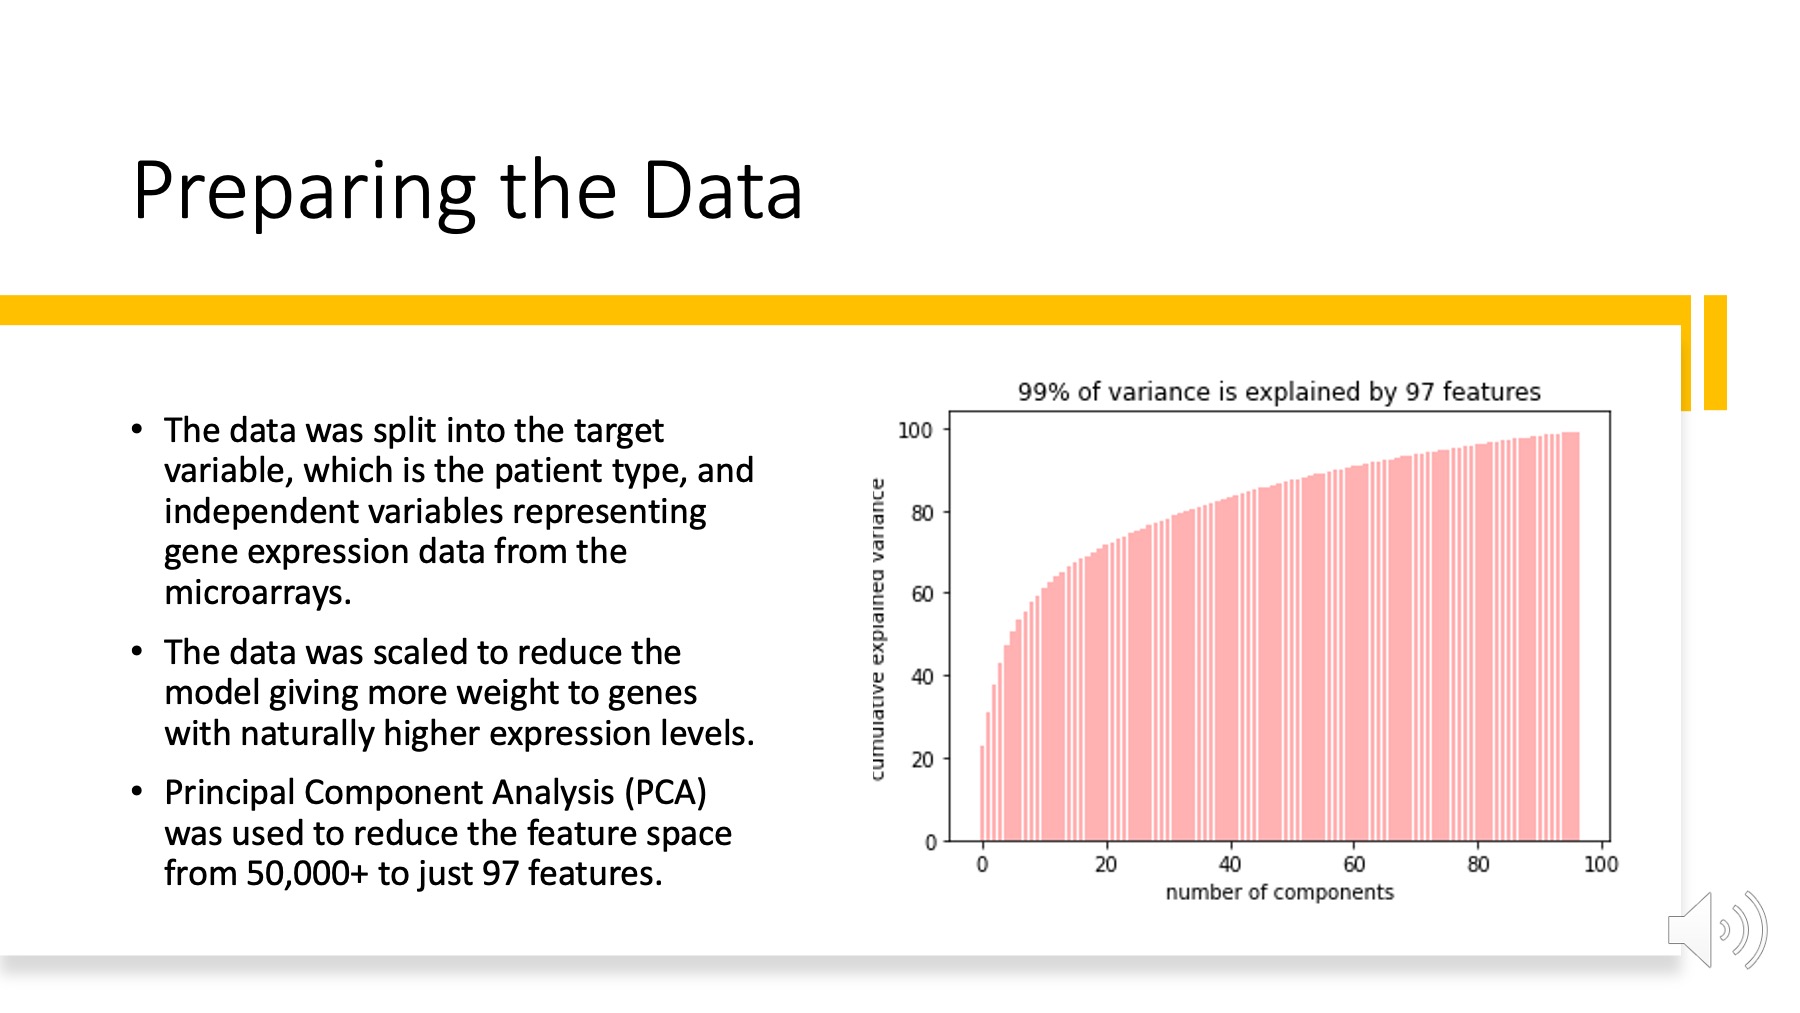 Preparing the Data
• The data was split into the target
variable, which is the patient type, and
independent variables representing
gene expression data from the
microarrays.
• The data was scaled to reduce the
model giving more weight to genes
with naturally higher expression levels.
• Principal Component Analysis (PCA)
was used to reduce the feature space
from 50,000+ to just 97 features.
99% of variance is explained by 97 features
cumulative explained variance
100
80
60
40
20
0
0 20 40 60 80 100
number of components